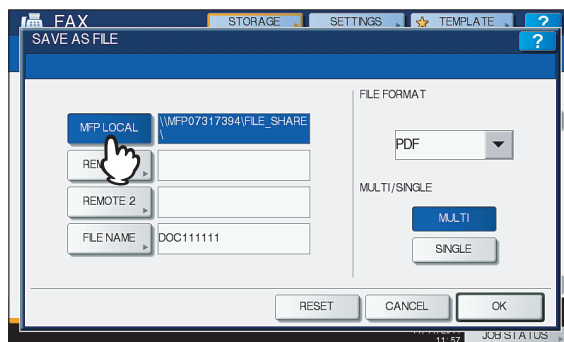 FAX
STORAGE
SETTINGS
TEMPLATE
?
SAVE AS FILE
?
MFP LOCAL
\\MFP07317394\FILE_SHARE
\
REMOTE 2
FILE NAME
DOC111111
FILE FORMAT
PDF
MULTI/SINGLE
MULTI
SINGLE
RESET
CANCEL
OK
11:57
JOB STATUS